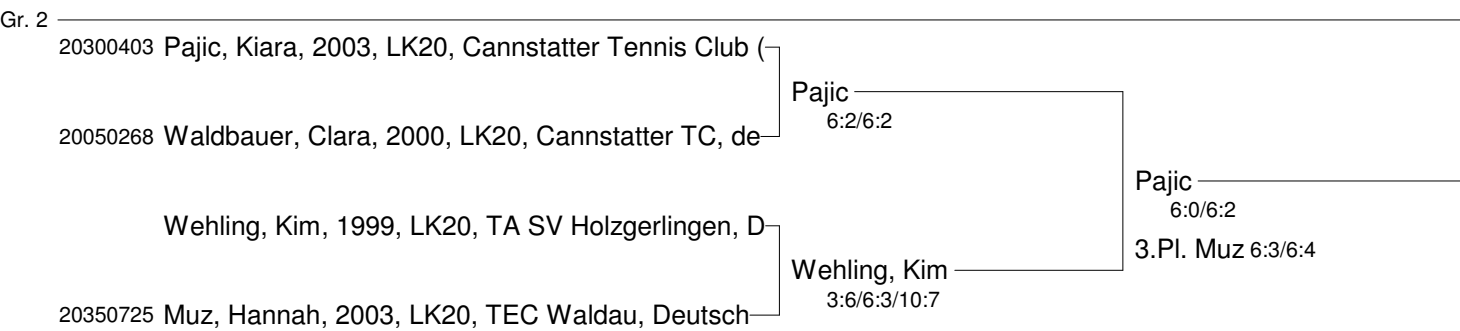 Gr. 2
20300403 Pajic, Kiara, 2003, LK20, Cannstatter Tennis Club (
Pajic
6:2/6:2
20050268 Waldbauer, Clara, 2000, LK20, Cannstatter TC, de
Pajic
6:0/6:2
Wehling, Kim, 1999, LK20, TA SV Holzgerlingen, D
3.Pl. Muz 6:3/6:4
Wehling, Kim
3:6/6:3/10:7
20350725 Muz, Hannah, 2003, LK20, TEC Waldau, Deutsch